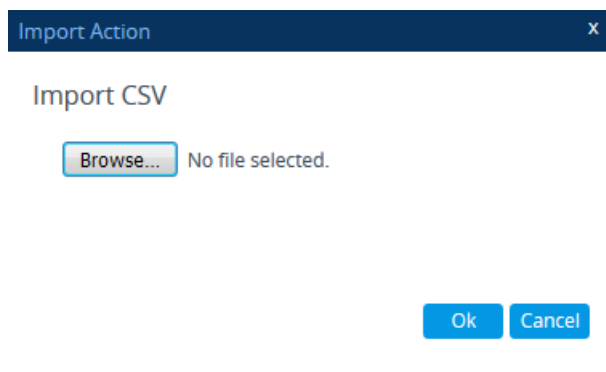 Import Action x
Import CSV
Browse... No file selected.
Ok Cancel